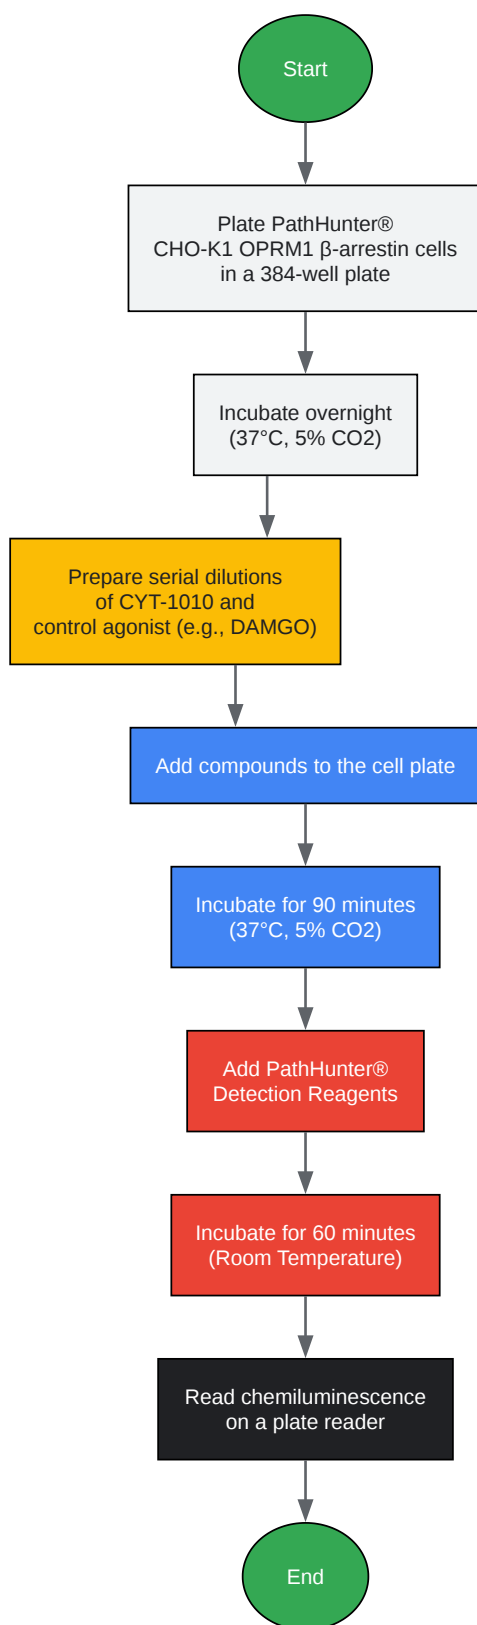 Start
Plate PathHunter®
CHO-K1 OPRM1 β-arrestin cells
in a 384-well plate
Incubate overnight
(37°C, 5% CO2)
Prepare serial dilutions
of CYT-1010 and
control agonist (e.g., DAMGO)
Add compounds to the cell plate
Incubate for 90 minutes
(37°C, 5% CO2)
Add PathHunter®
Detection Reagents
Incubate for 60 minutes
(Room Temperature)
Read chemiluminescence
on a plate reader
End